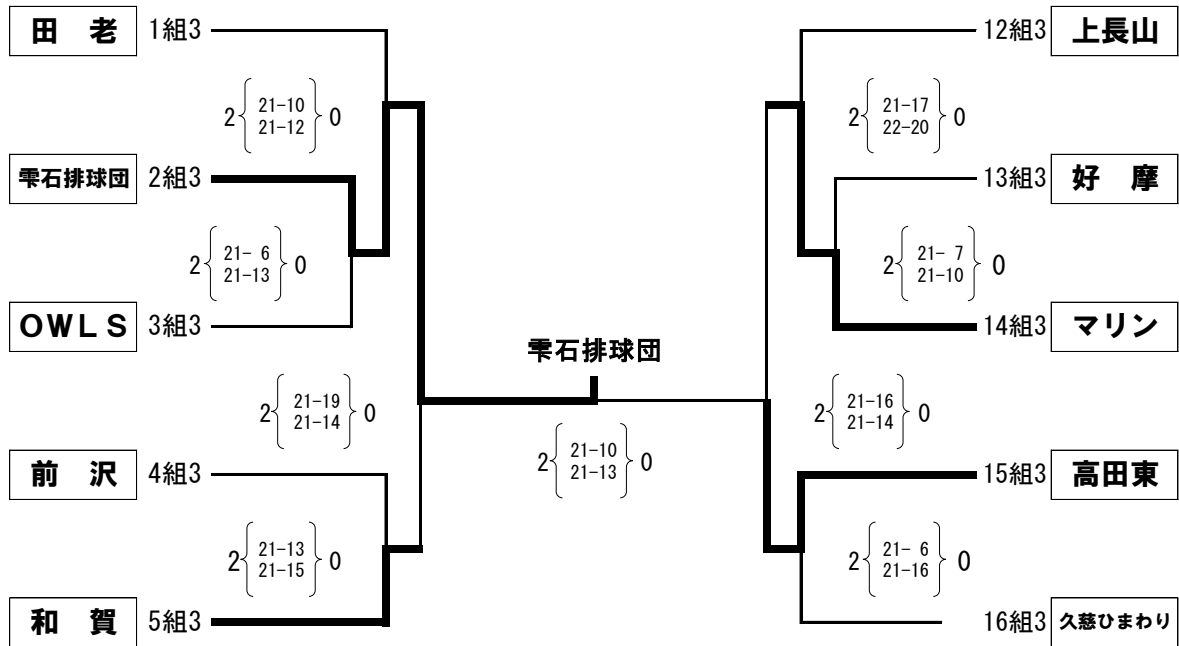 田　老 1組3
2 21-10 0
21-12
雫石排球団 2組3
2 21- 6 0
21-13
OWLS 3組3
2 21-19 0
21-14
前　沢 4組3
2 21-13 0
21-15
和　賀 5組3
雫石排球団
2 21-10 0
21-13
12組3 上長山
2 21-17 0
22-20
13組3 好　摩
2 21- 7 0
21-10
14組3 マリン
2 21-16 0
21-14
15組3 高田東
2 21- 6 0
21-16
16組3 久慈ひまわり